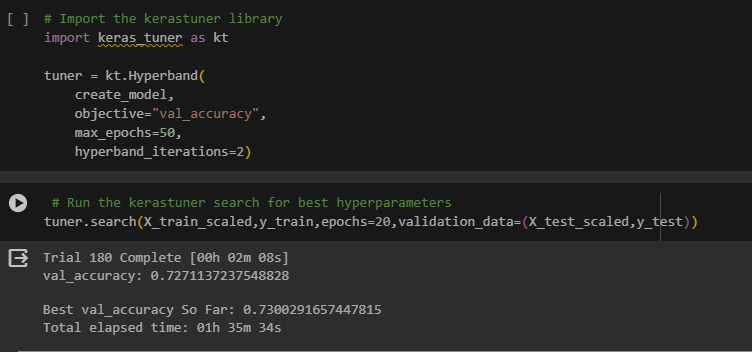 [ ] # Import the kerastuner library
import keras_tuner as kt
tuner = kt.Hyperband(
create_model,
objective="val_accuracy",
max_epochs=50,
hyperband_iterations=2)
# Run the kerastuner search for best hyperparameters
tuner.search(X_train_scaled,y_train,epochs=20,validation_data=(X_test_scaled,y_test))
Trial 180 Complete [00h 02m 08s]
val_accuracy: 0.7271137237548828
Best val_accuracy So Far: 0.7300291657447815
Total elapsed time: 01h 35m 34s